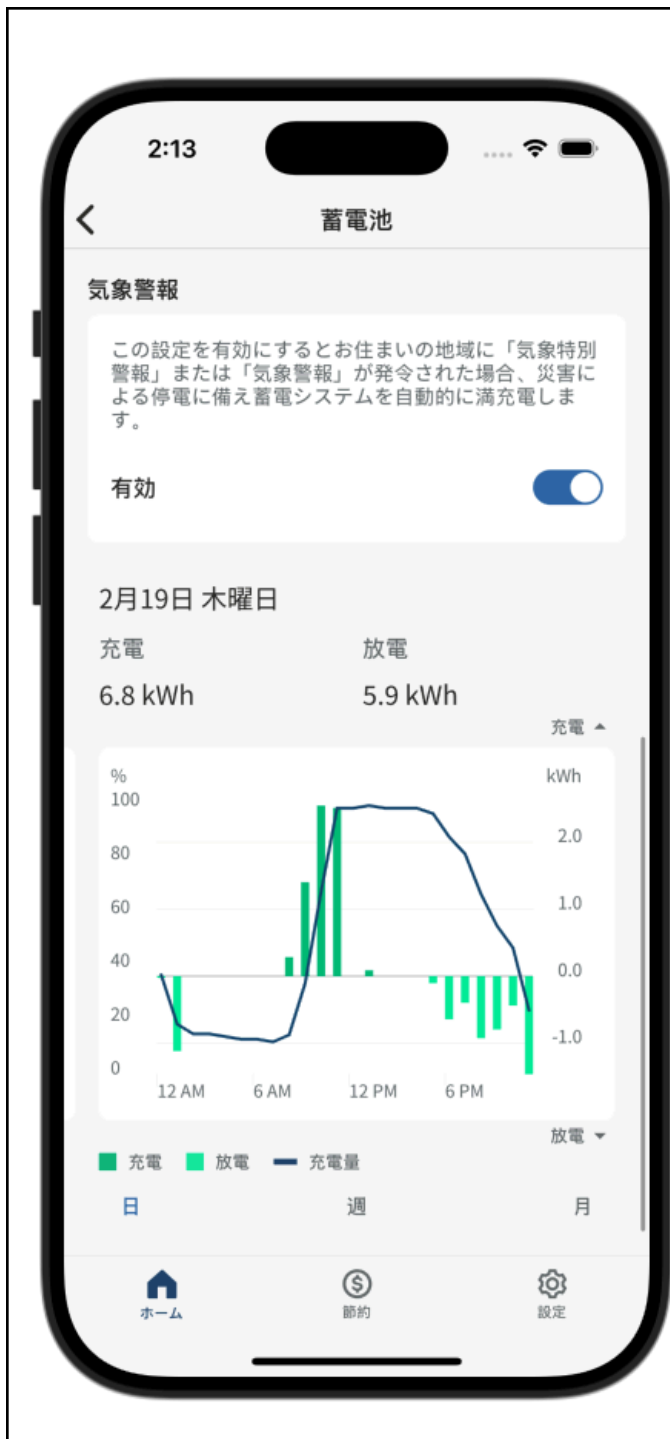 2:13
蓄電池
気象警報
この設定を有効にするとお住まいの地域に「気象特別
警報」または「気象警報」が発令された場合、災害に
よる停電に備え蓄電システムを自動的に満充電しま
す。
有効
2月19日 木曜日
充電 放電
6.8 kWh 5.9 kWh
充電
% kWh
100
2.0
80
1.0
60
40 0.0
20
-1.0
0
12 AM 6 AM 12 PM 6 PM
放電
充電 放電 充電量
日 週 月
ホーム 節約 設定